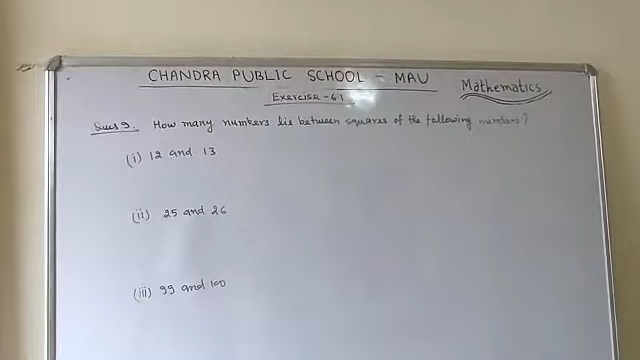 CHANDRA PUBLIC SCHOOL - MAU
Mathematics
Exercise - 6.1
Ques 9. How many numbers lie between squares of the following numbers?
(i) 12 and 13
(ii) 25 and 26
(iii) 99 and 100